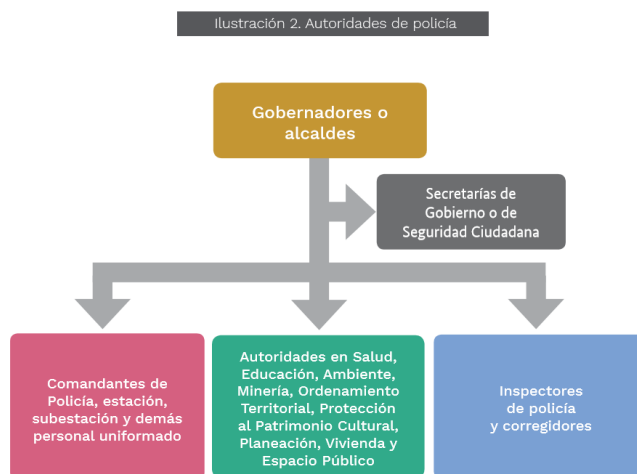 Ilustración 2. Autoridades de policía
Gobernadores o
alcaldes
Secretarías de
Gobierno o de
Seguridad Ciudadana
Comandantes de
Policía, estación,
subestación y demás
personal uniformado
Autoridades en Salud,
Educación, Ambiente,
Minería, Ordenamiento
Territorial, Protección
al Patrimonio Cultural,
Planeación, Vivienda y
Espacio Público
Inspectores
de policía
y corregidores